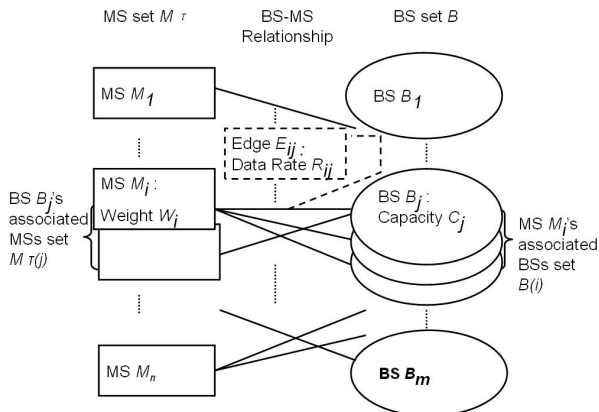 MS set M τ
BS-MS
Relationship
BS set B
MS M1
BS B1
Edge Eij :
Data Rate Rij
MS Mi :
Weight Wi
BS Bj's
associated
MSs set
M τ(j)
BS Bj :
Capacity Cj
MS Mi's
associated
BSs set
B(i)
MS Mn
BS Bm